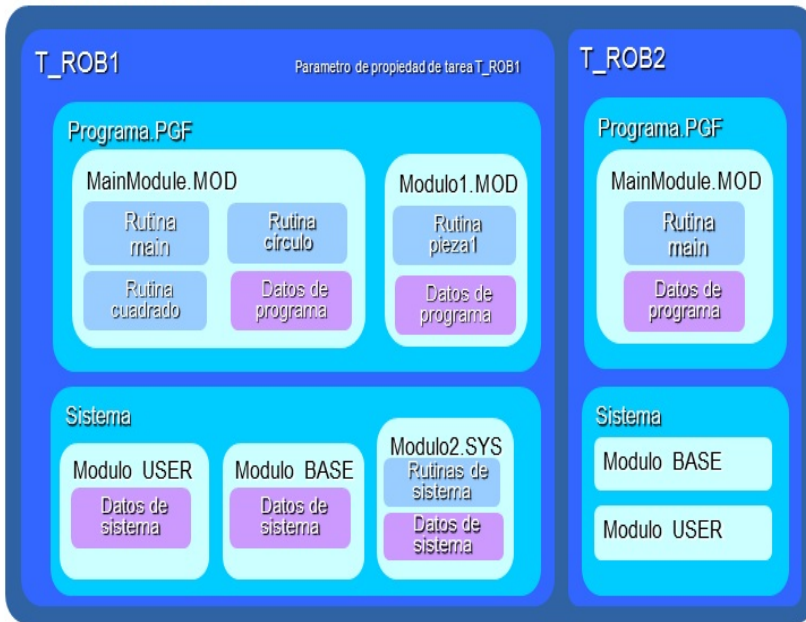 T_ROB1
Parametro de propiedad de tarea T_ROB1
Programa.PGF
MainModule.MOD
Rutina
main
Rutina
círculo
Rutina
cuadrado
Datos de
programa
Modulo1.MOD
Rutina
pieza1
Datos de
programa
Sistema
Modulo USER
Datos de
sistema
Modulo BASE
Datos de
sistema
Modulo2.SYS
Rutinas de
sistema
Datos de
sistema
T_ROB2
Programa.PGF
MainModule.MOD
Rutina
main
Datos de
programa
Sistema
Modulo BASE
Modulo USER